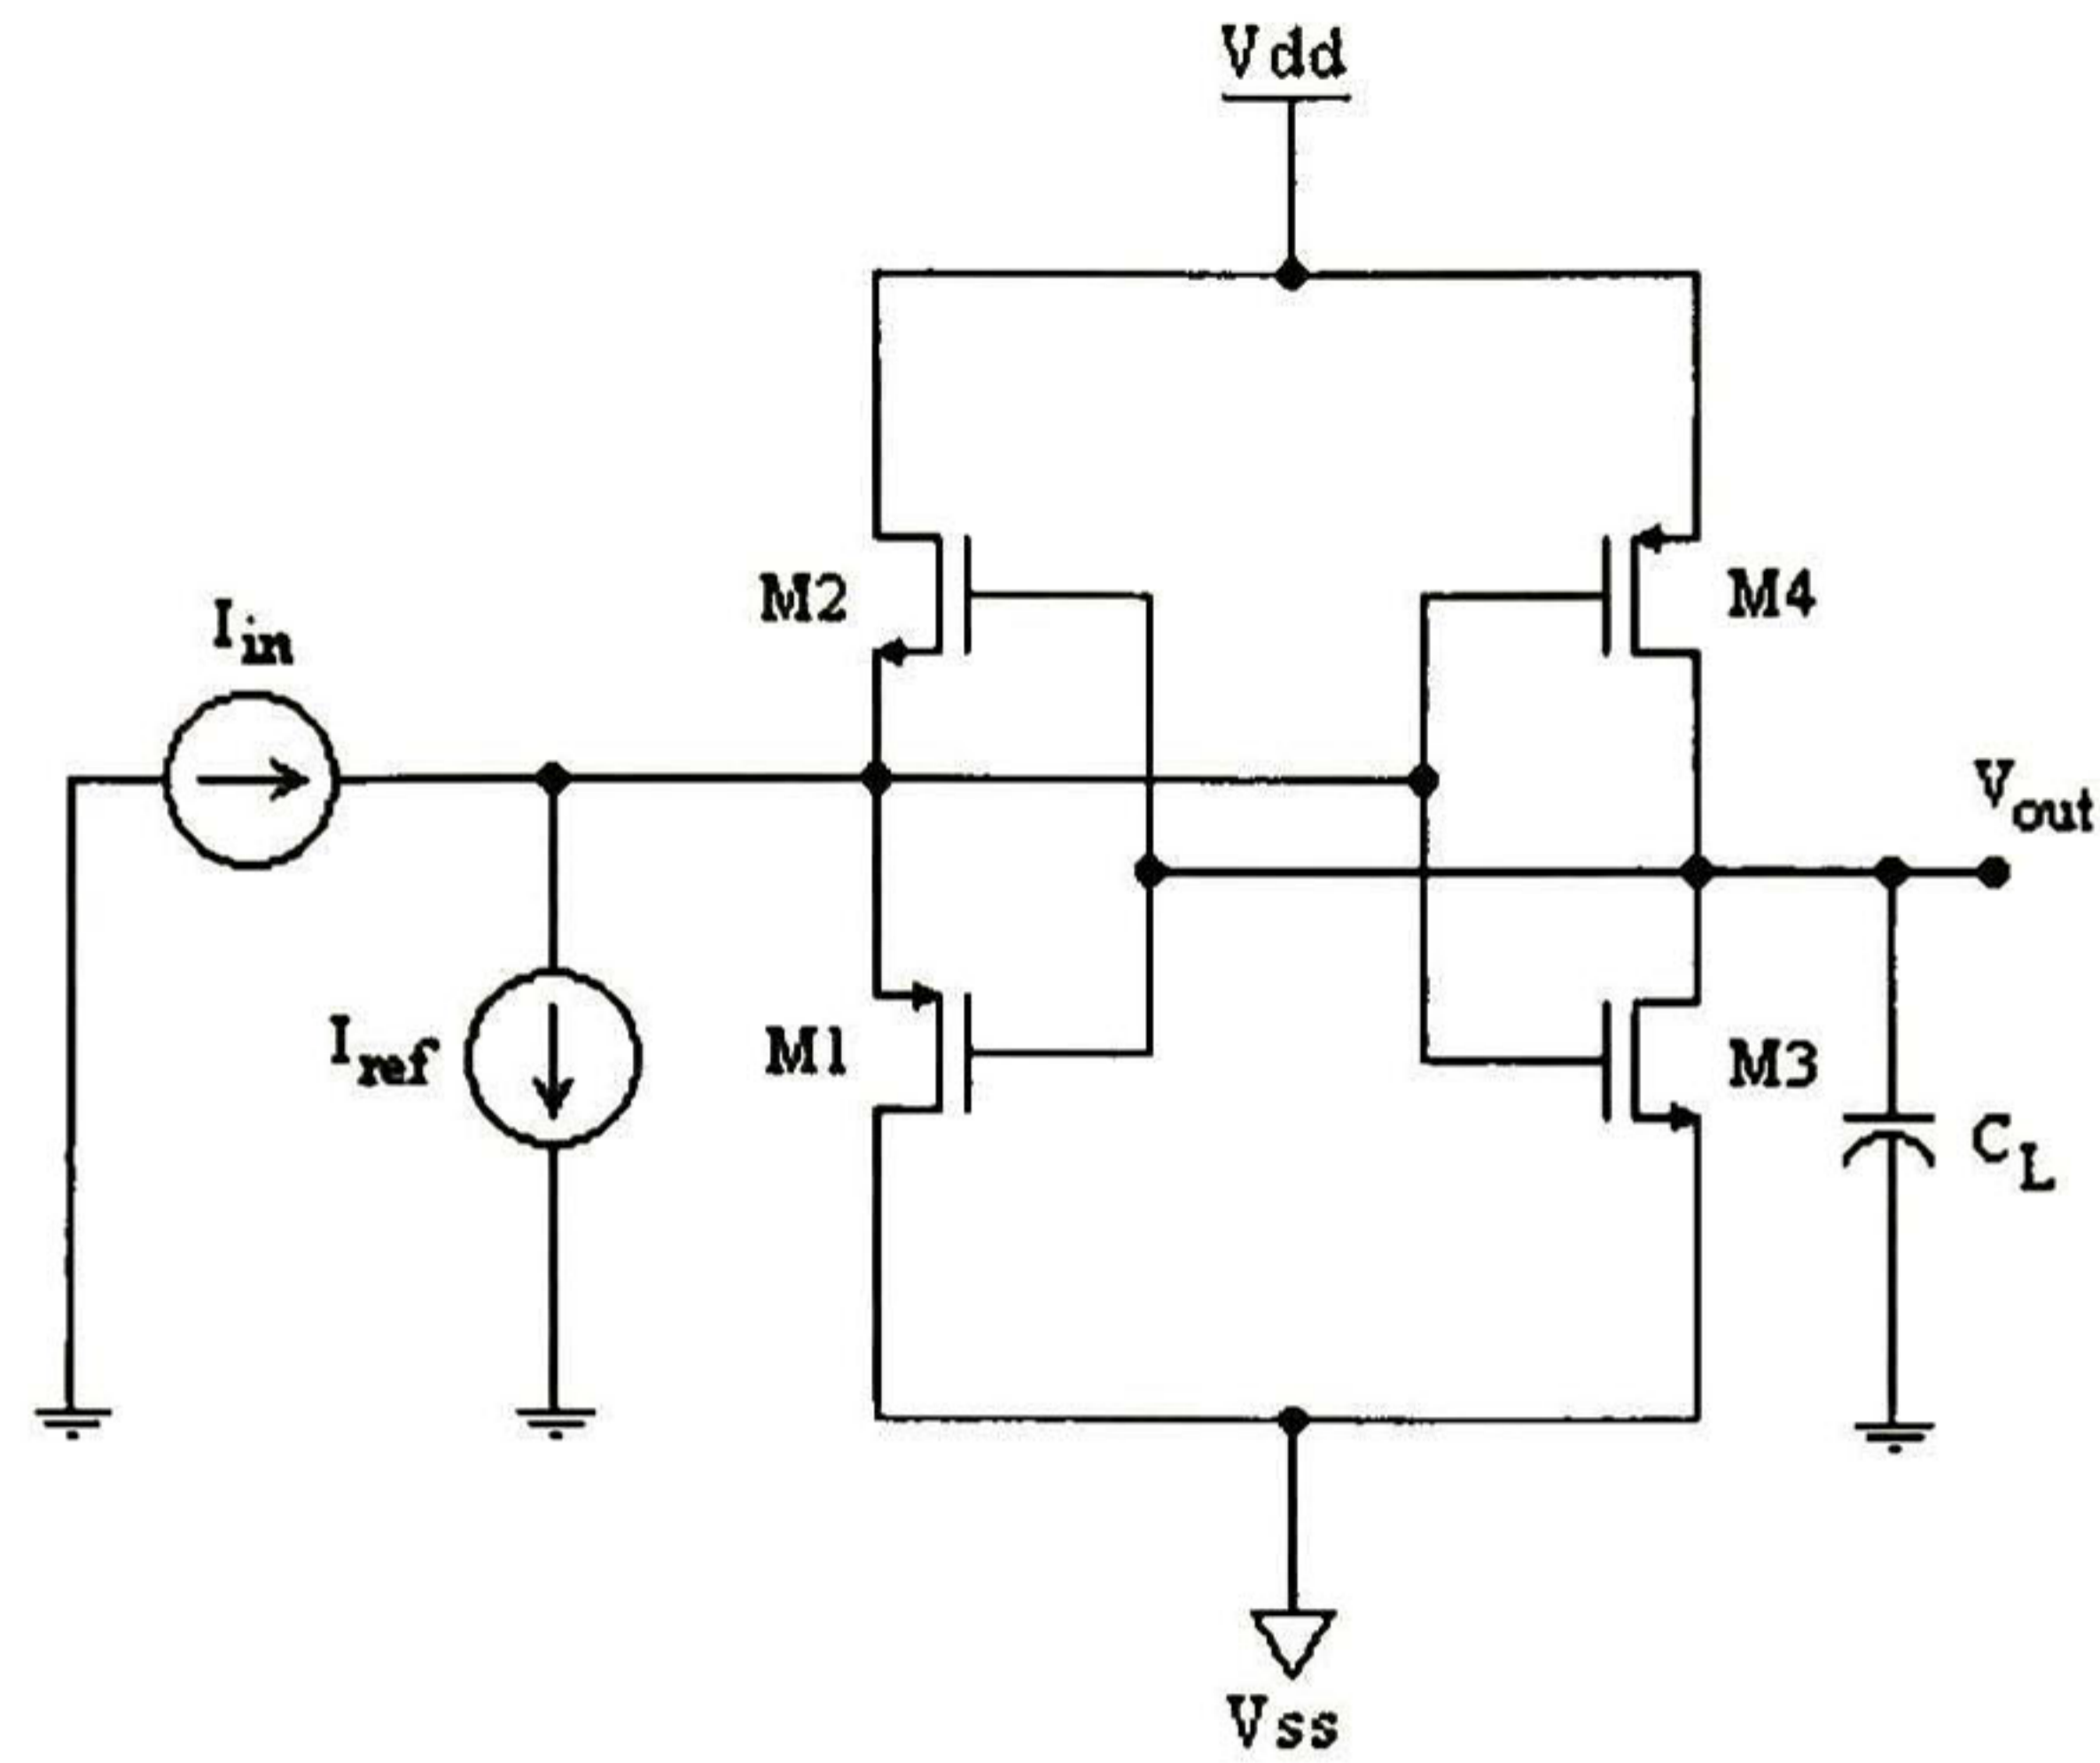 Vdd
M2
M4
Iin
Vout
Iref
M1
M3
CL
Vss